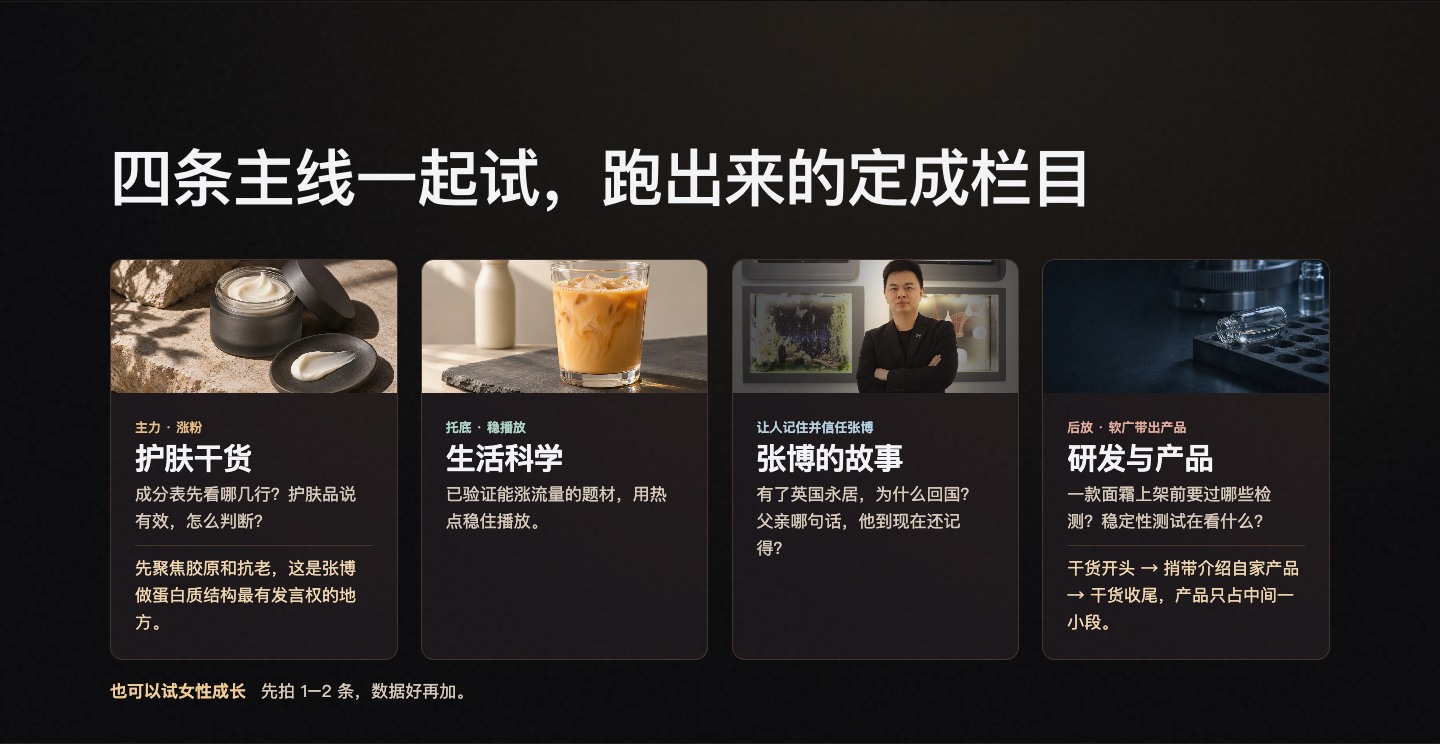 四条主线一起试，跑出来的定成栏目
主力 · 涨粉
护肤干货
成分表先看哪几行？护肤品说
有效，怎么判断？
先聚焦胶原和抗老，这是张博
做蛋白质结构最有发言权的地
方。
托底 · 稳播放
生活科学
已验证能涨流量的题材，用热
点稳住播放。
让人记住并信任张博
张博的故事
有了英国永居，为什么回国？
父亲哪句话，他到现在还记
得？
后放 · 软广带出产品
研发与产品
一款面霜上架前要过哪些检
测？稳定性测试在看什么？
干货开头 → 捎带介绍自家产品
→ 干货收尾，产品只占中间一
小段。
也可以试女性成长 先拍 1—2 条，数据好再加。